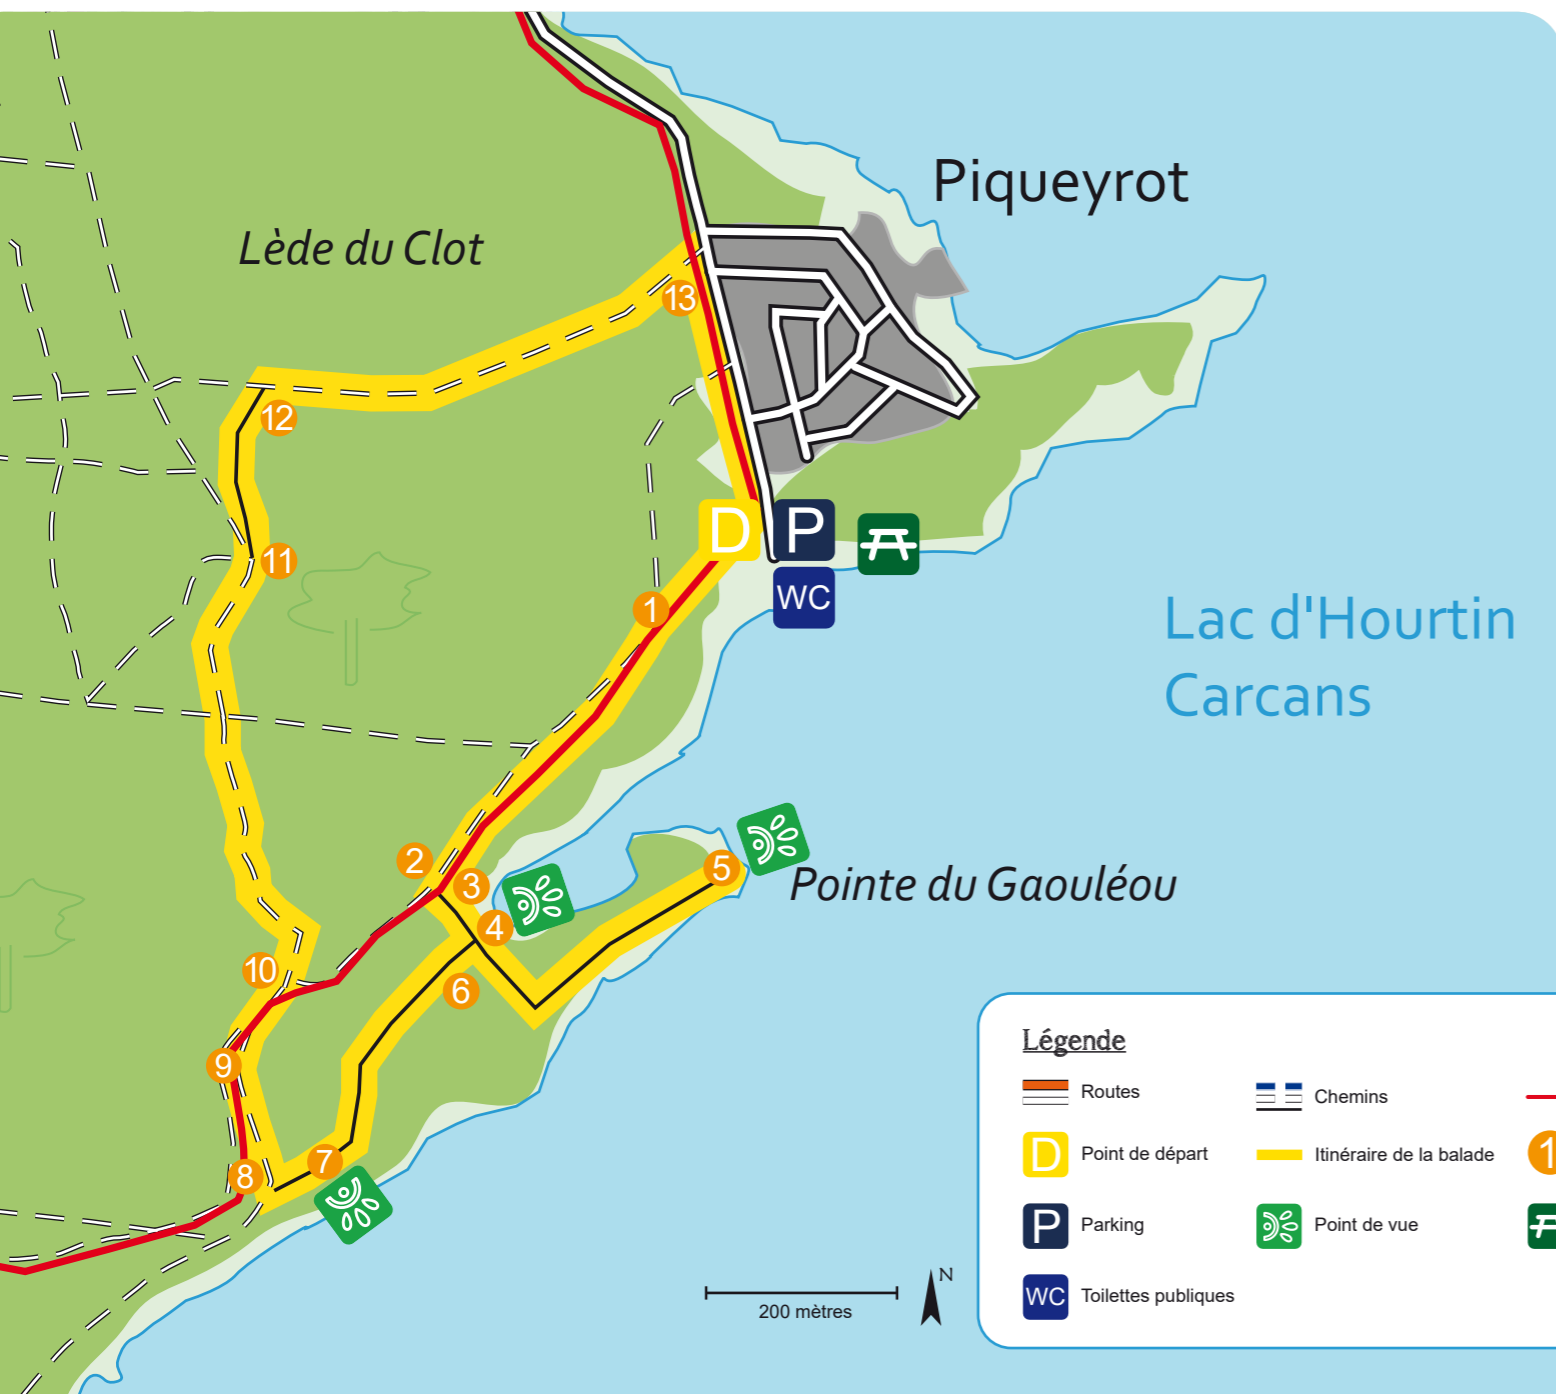 Piqueyrot
Lède du Clot
13
12
D
P
11
WC
1
Lac d'Hourtin
Carcans
2
3
5
Pointe du Gaouléou
4
10
6
9
7
8
200 mètres
N
Légende
Routes
Chemins
D
Point de départ
Itinéraire de la balade
1
P
Parking
Point de vue
WC
Toilettes publiques